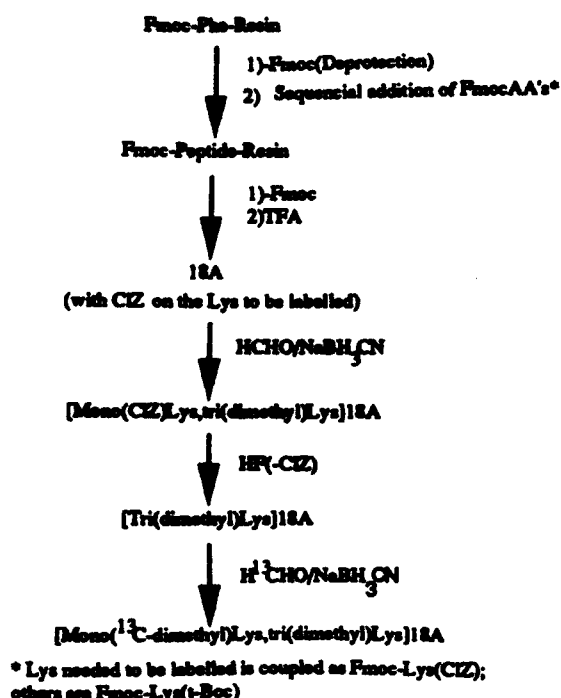 Fmoc-Phe-Resin
1)-Fmoc(Deprotection)
2) Sequencial addition of FmocAA's*
Fmoc-Peptide-Resin
1)-Fmoc
2)TFA
18A
(with ClZ on the Lys to be labelled)
HCHO/NaBH3CN
[Mono(ClZ)Lys,tri(dimethyl)Lys]18A
HF(-ClZ)
[Tri(dimethyl)Lys]18A
H13CHO/NaBH3CN
[Mono(13C-dimethyl)Lys,tri(dimethyl)Lys]18A
* Lys needed to be labelled is coupled as Fmoc-Lys(ClZ);
others as Fmoc-Lys(t-Boc)